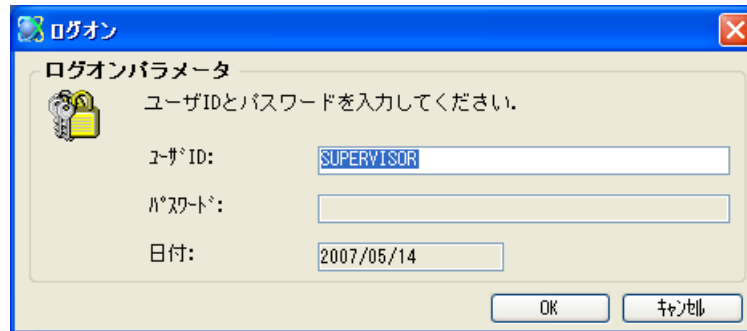 ログオン
ログオンパラメータ
ユーザIDとパスワードを入力してください.
ﾕｰｻﾞID:
SUPERVISOR
ﾊﾟｽﾜｰﾄﾞ:
日付:
2007/05/14
OK
ｷｬﾝｾﾙ